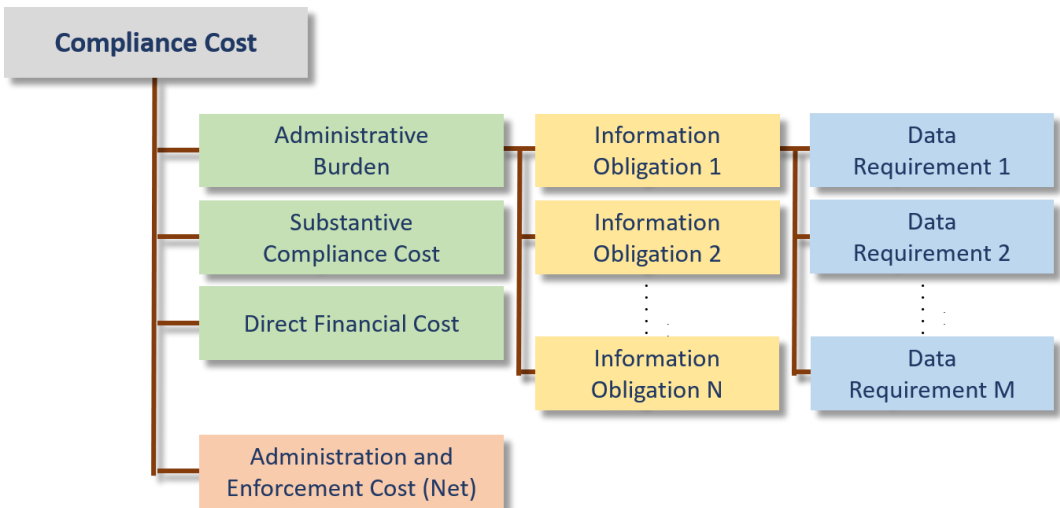 Compliance Cost
Administrative
Burden
Information
Obligation 1
Data
Requirement 1
Substantive
Compliance Cost
Information
Obligation 2
Data
Requirement 2
Direct Financial Cost
Information
Obligation N
Data
Requirement M
Administration and
Enforcement Cost (Net)